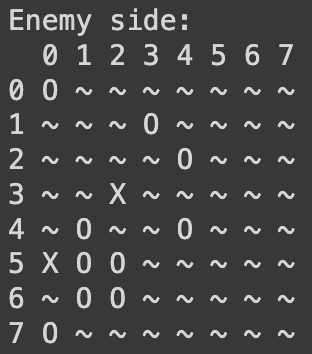 Enemy side:
  0 1 2 3 4 5 6 7
0 O ~ ~ ~ ~ ~ ~ ~
1 ~ ~ ~ O ~ ~ ~ ~
2 ~ ~ ~ ~ O ~ ~ ~
3 ~ ~ X ~ ~ ~ ~ ~
4 ~ O ~ ~ O ~ ~ ~
5 X O O ~ ~ ~ ~ ~
6 ~ O O ~ ~ ~ ~ ~
7 O ~ ~ ~ ~ ~ ~ ~